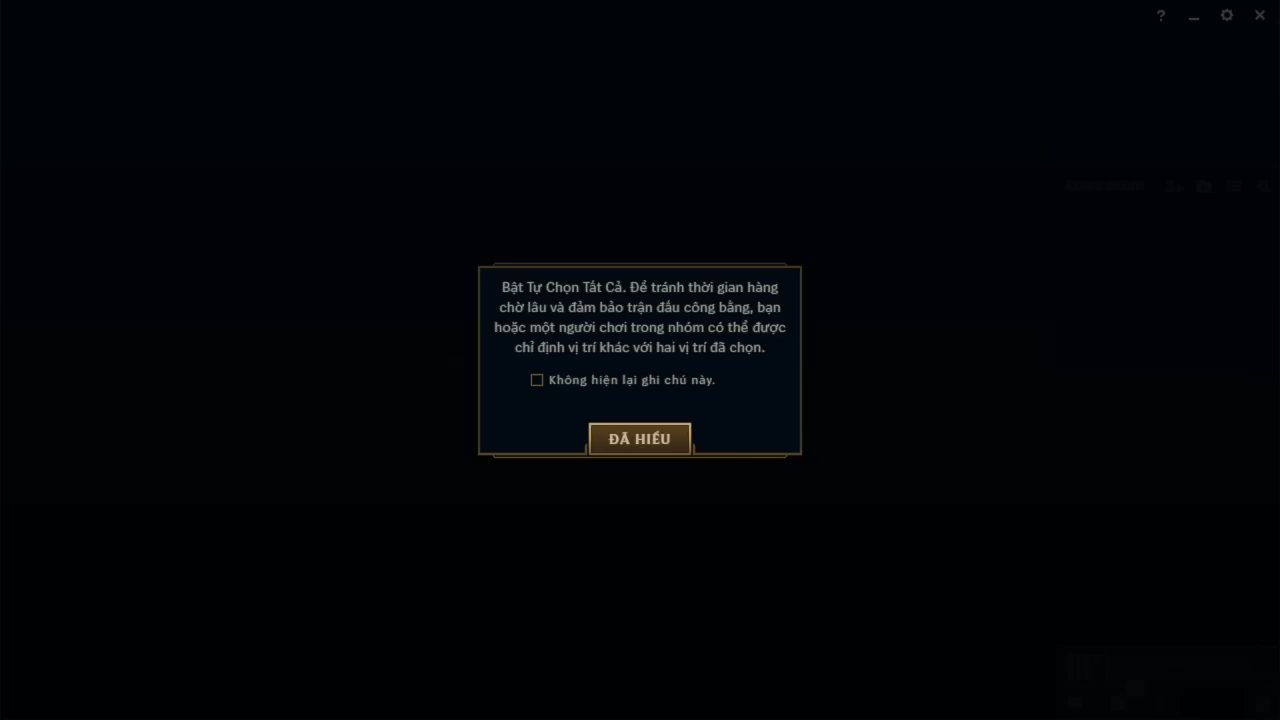 ?
Bật Tự Chọn Tất Cả. Để tránh thời gian hàng
chờ lâu và đảm bảo trận đấu công bằng, bạn
hoặc một người chơi trong nhóm có thể được
chỉ định vị trí khác với hai vị trí đã chọn.
Không hiện lại ghi chú này.
ĐÃ HIỂU